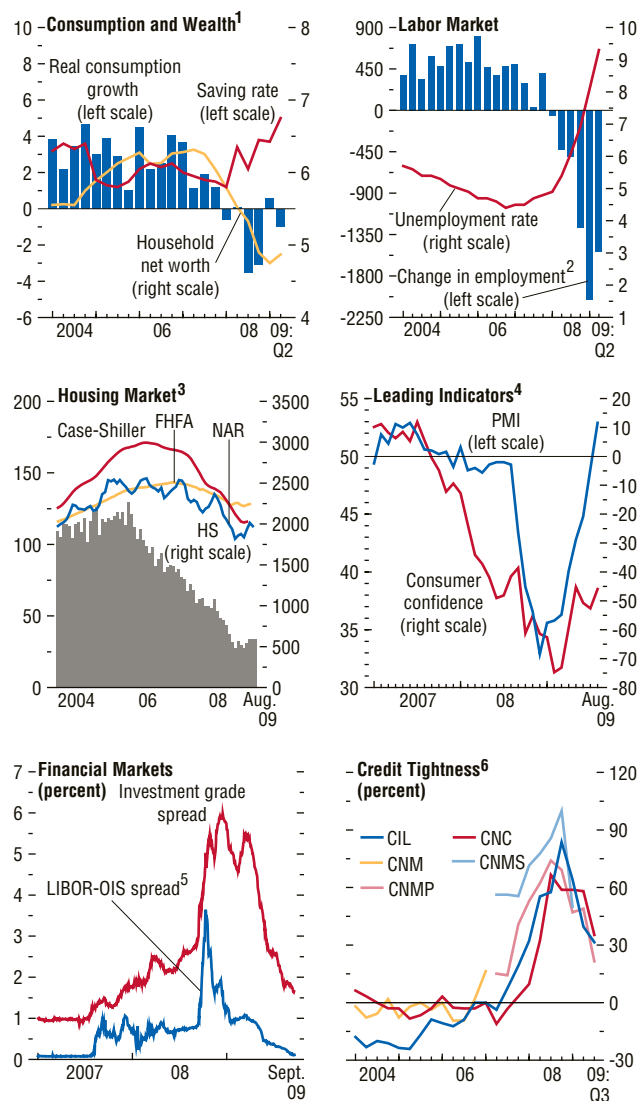 Consumption and Wealth1
10
8
6
4
2
0
-2
-4
-6
8
7
6
5
4
Real consumption
growth
(left scale)
Saving rate
(left scale)
Household
net worth
(right scale)
2004
06
08
09:
Q2
Labor Market
900
450
0
-450
-900
-1350
-1800
-2250
10
9
8
7
6
5
4
3
2
1
Unemployment rate
(right scale)
Change in employment2
(left scale)
2004
06
08
09:
Q2
Housing Market3
200
150
100
50
0
3500
3000
2500
2000
1500
1000
500
0
Case-Shiller
FHFA
NAR
HS
(right scale)
2004
06
08
Aug.
09
Leading Indicators4
55
50
45
40
35
30
20
10
0
-10
-20
-30
-40
-50
-60
-70
-80
PMI
(left scale)
Consumer
confidence
(right scale)
2007
08
Aug.
09
Financial Markets
(percent)
7
6
5
4
3
2
1
0
Investment grade
spread
LIBOR-OIS spread5
2007
08
Sept.
09
Credit Tightness6
(percent)
120
90
60
30
0
-30
CIL
CNC
CNM
CNMS
CNMP
2004
06
08
09:
Q3